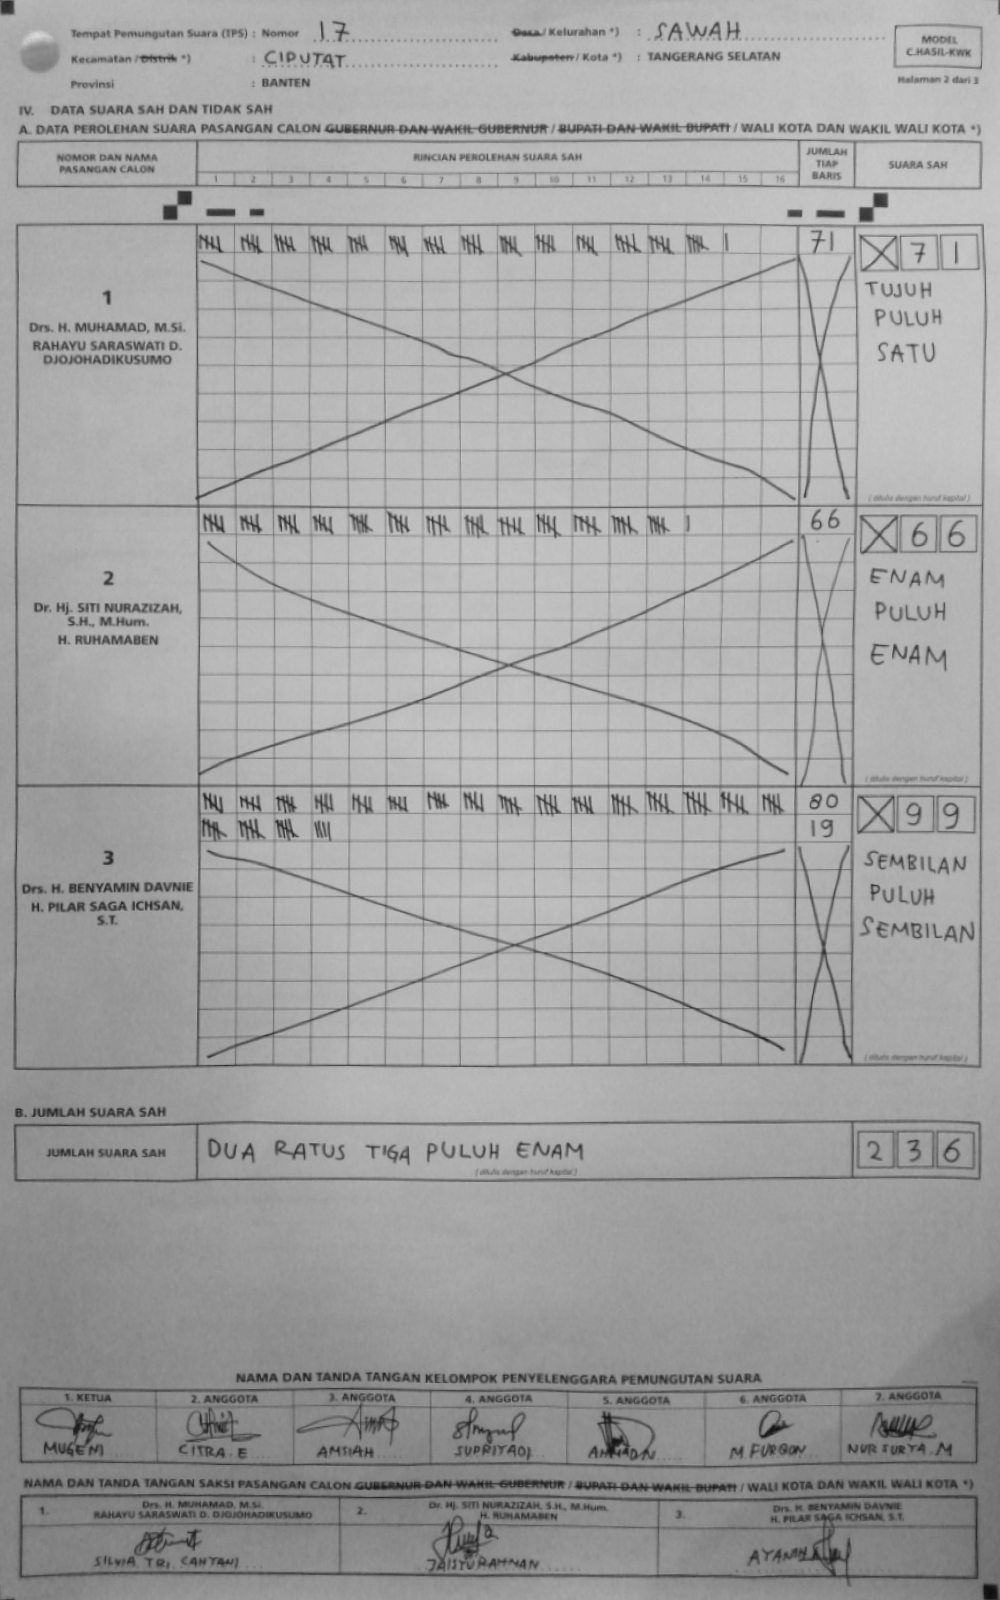 Tempat Pemungutan Suara (TPS) : Nomor 17 Desa / Kelurahan *) : SAWAH
Kecamatan / Distrik *) : CIPUTAT Kabupaten / Kota *) : TANGERANG SELATAN
Provinsi : BANTEN
MODEL
C.HASIL-KWK
Halaman 2 dari 3
IV. DATA SUARA SAH DAN TIDAK SAH
A. DATA PEROLEHAN SUARA PASANGAN CALON GUBERNUR DAN WAKIL GUBERNUR / BUPATI DAN WAKIL BUPATI / WALI KOTA DAN WAKIL WALI KOTA *)
NOMOR DAN NAMA PASANGAN CALON
RINCIAN PEROLEHAN SUARA SAH
1 2 3 4 5 6 7 8 9 10 11 12 13 14 15 16
JUMLAH TIAP BARIS
SUARA SAH
1
Drs. H. MUHAMAD, M.Si.
RAHAYU SARASWATI D.
DJOJOHADIKUSUMO
71
X 7 1
TUJUH
PULUH
SATU
( ditulis dengan huruf kapital )
2
Dr. Hj. SITI NURAZIZAH,
S.H., M.Hum.
H. RUHAMABEN
66
X 6 6
ENAM
PULUH
ENAM
( ditulis dengan huruf kapital )
3
Drs. H. BENYAMIN DAVNIE
H. PILAR SAGA ICHSAN,
S.T.
80
19
X 9 9
SEMBILAN
PULUH
SEMBILAN
( ditulis dengan huruf kapital )
B. JUMLAH SUARA SAH
JUMLAH SUARA SAH DUA RATUS TIGA PULUH ENAM 2 3 6
( ditulis dengan huruf kapital )
NAMA DAN TANDA TANGAN KELOMPOK PENYELENGGARA PEMUNGUTAN SUARA
1. KETUA 2. ANGGOTA 3. ANGGOTA 4. ANGGOTA 5. ANGGOTA 6. ANGGOTA 7. ANGGOTA
MUGENI CITRA.E AMSIAH SUPRIYADI AHMADN M FURQON NUR SURYA.M
NAMA DAN TANDA TANGAN SAKSI PASANGAN CALON GUBERNUR DAN WAKIL GUBERNUR / BUPATI DAN WAKIL BUPATI / WALI KOTA DAN WAKIL WALI KOTA *)
1. Drs. H. MUHAMAD, M.Si.
RAHAYU SARASWATI D. DJOJOHADIKUSUMO
2. Dr. Hj. SITI NURAZIZAH, S.H., M.Hum.
H. RUHAMABEN
3. Drs. H. BENYAMIN DAVNIE
H. PILAR SAGA ICHSAN, S.T.
SILVIA TRI. CAHYANI JAISYURAHMAN